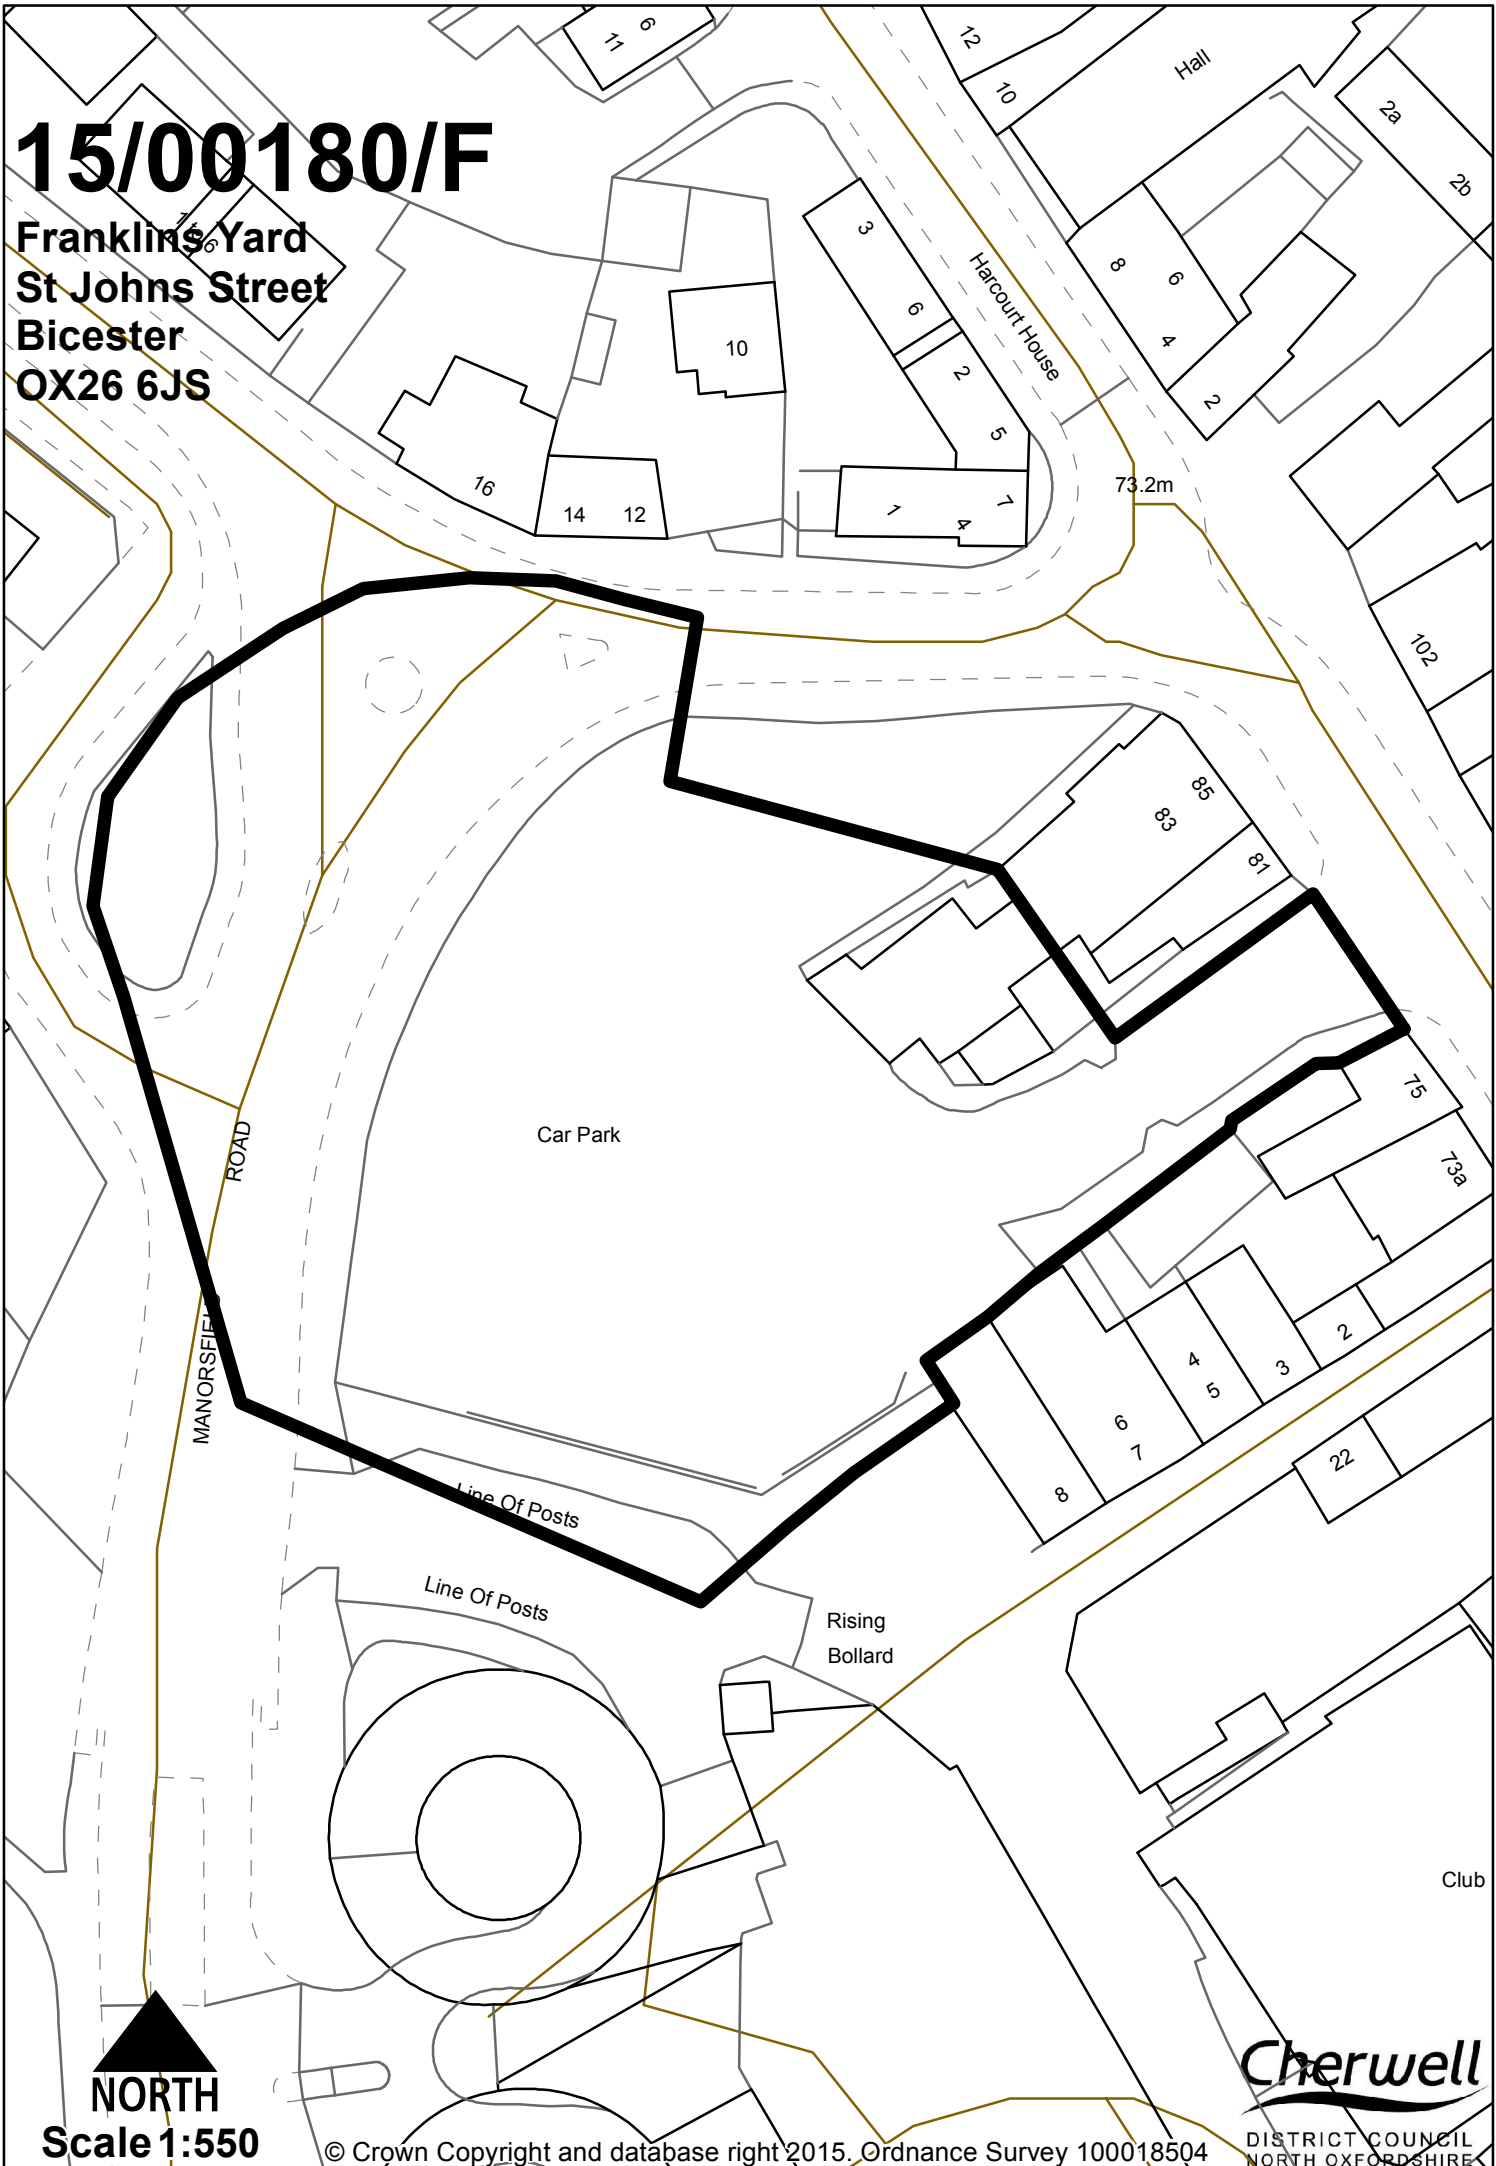 15/00180/F
Franklins Yard
St Johns Street
Bicester
OX26 6JS
11
6
12
10
Hall
2a
2b
3
6
Harcourt House
8
6
4
2
10
2
5
16
14
12
1
4
7
73.2m
102
85
83
81
75
73a
Car Park
MANORSFIELD
ROAD
2
3
4
5
6
7
8
22
Line Of Posts
Line Of Posts
Rising
Bollard
Club
NORTH
Scale 1:550
© Crown Copyright and database right 2015. Ordnance Survey 100018504
Cherwell
DISTRICT COUNCIL
NORTH OXFORDSHIRE